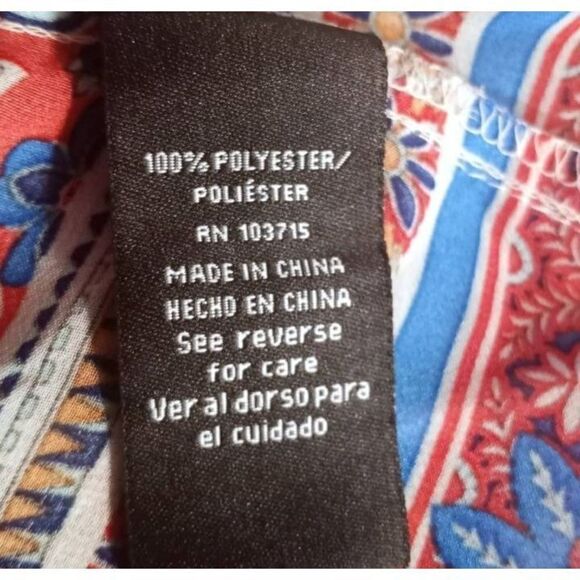 100% POLYESTER/
POLIÉSTER
RN 103715
MADE IN CHINA
HECHO EN CHINA
See reverse
for care
Ver al dorso para
el cuidado